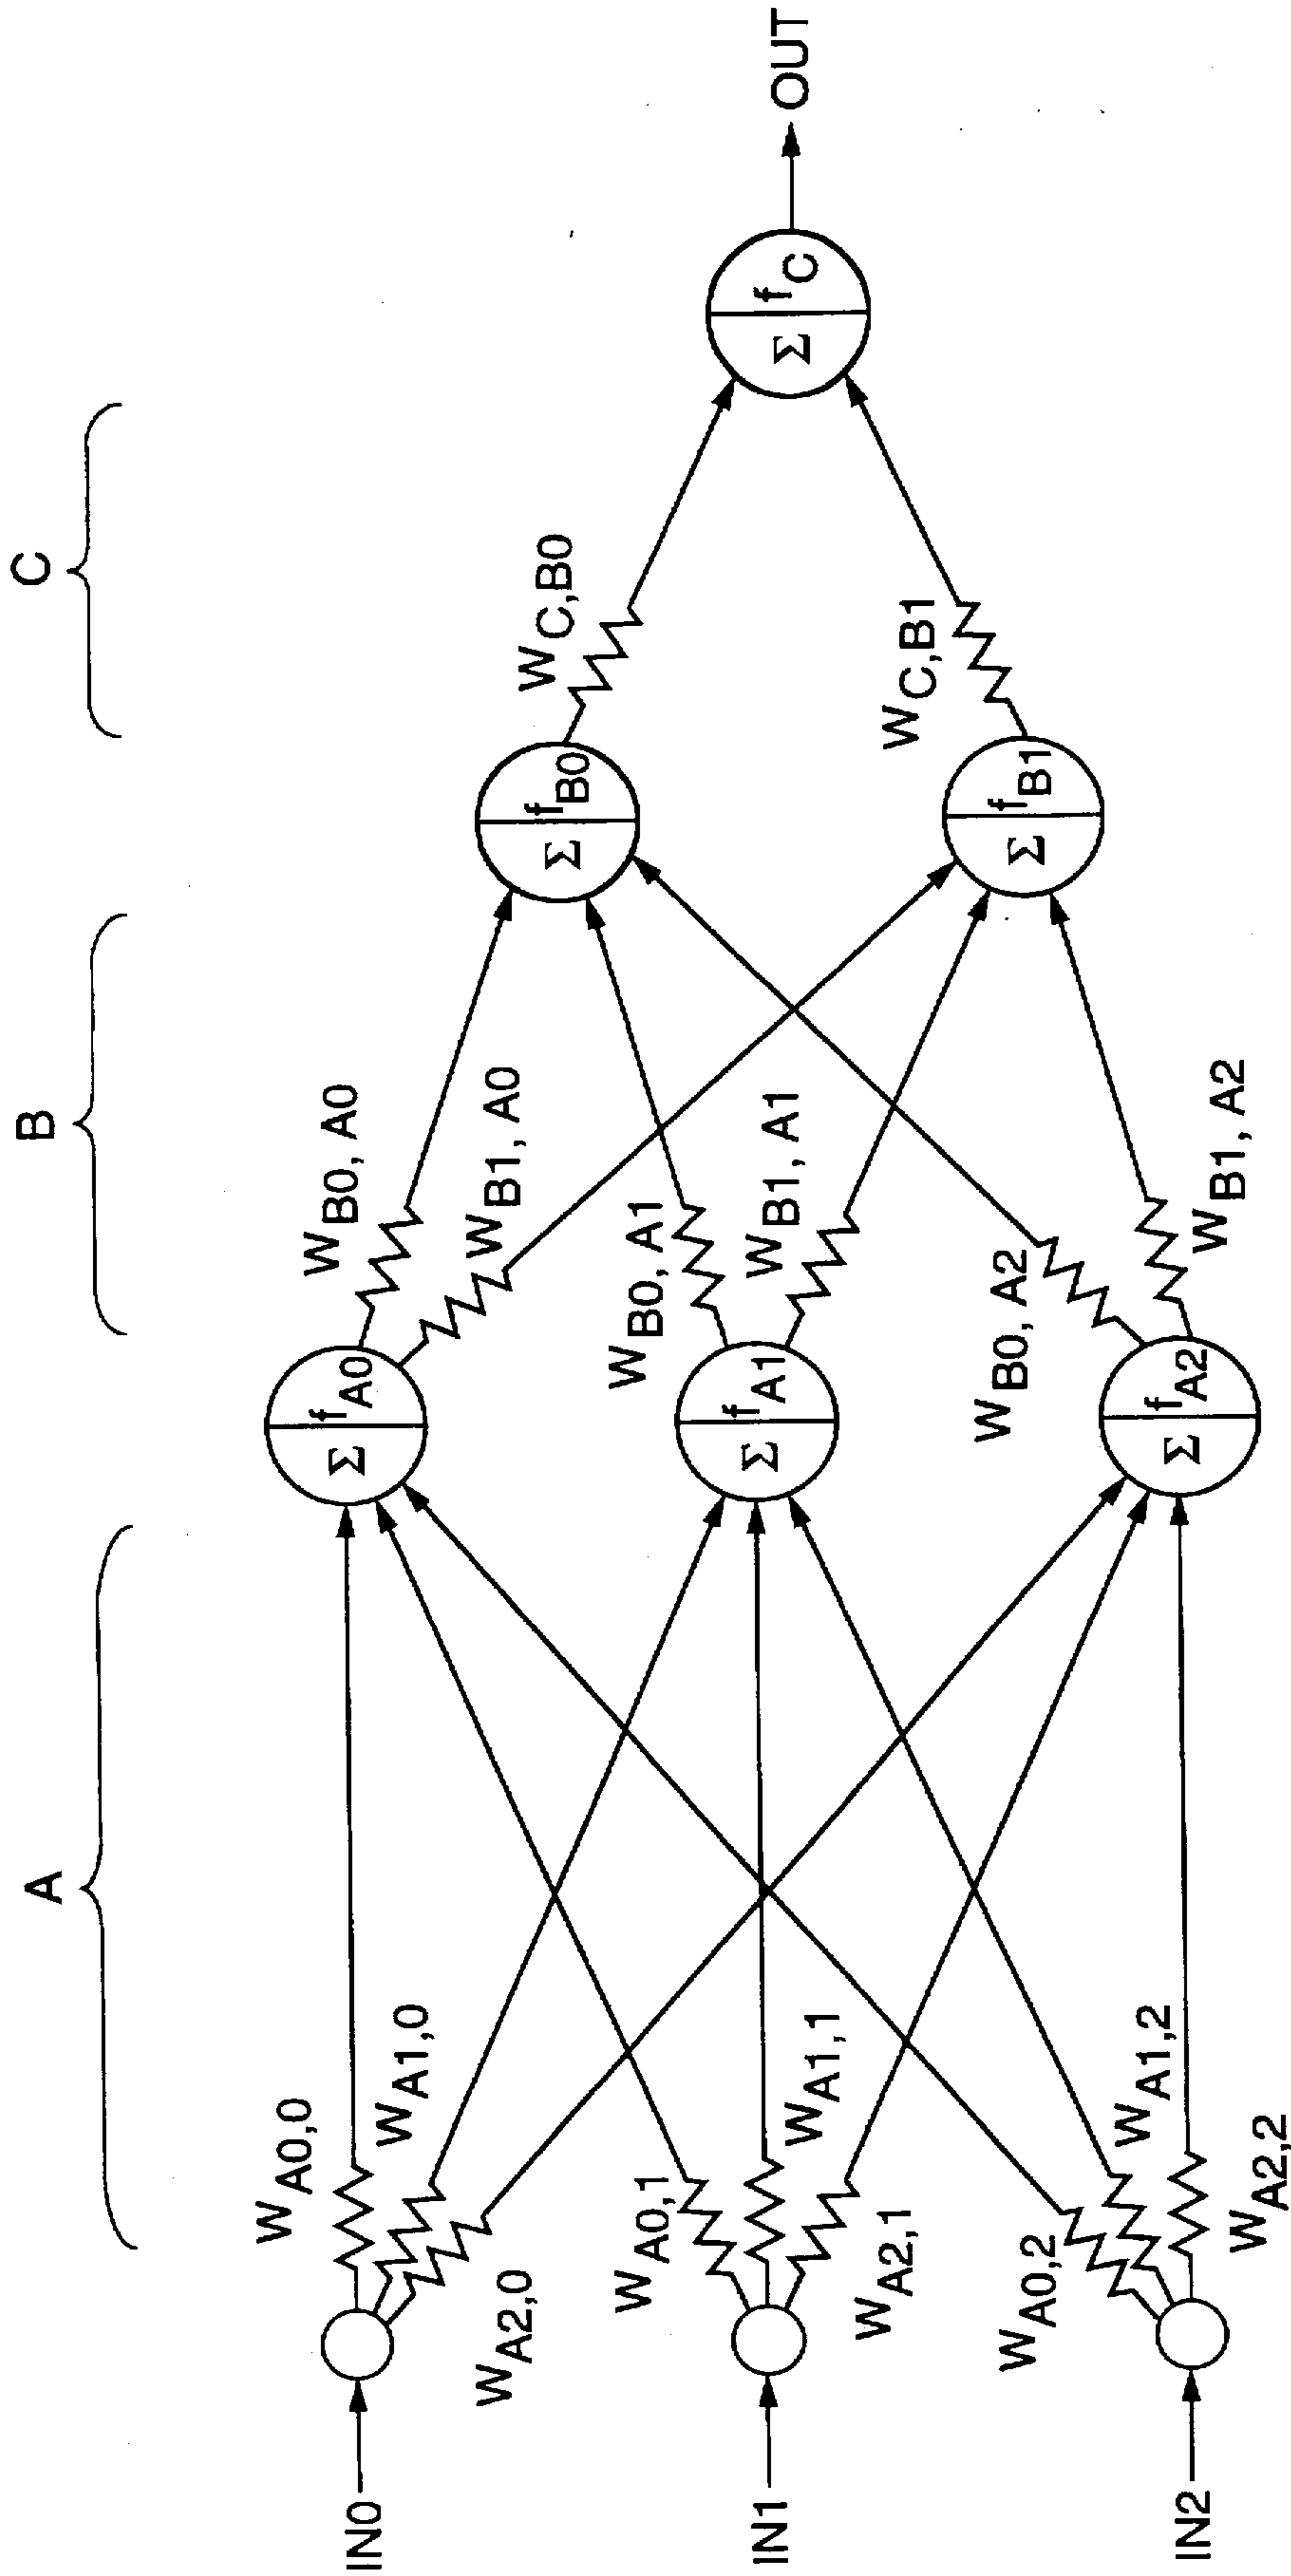 A
B
C
IN0
IN1
IN2
WA0,0
WA1,0
WA2,0
WA0,1
WA1,1
WA2,1
WA0,2
WA1,2
WA2,2
Σ fA0
Σ fA1
Σ fA2
WB0, A0
WB1, A0
WB0, A1
WB1, A1
WB0, A2
WB1, A2
Σ fB0
Σ fB1
WC,B0
WC,B1
Σ fC
OUT